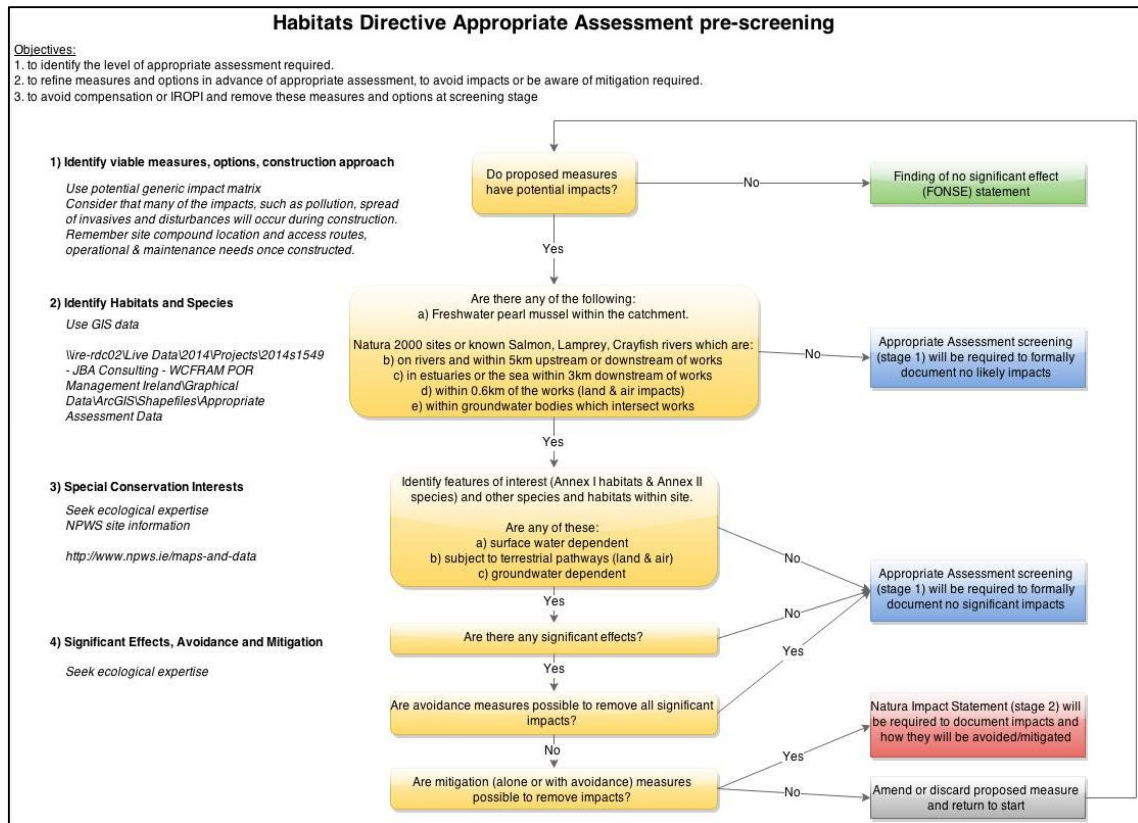 Habitats Directive Appropriate Assessment pre-screening
Objectives:
1. to identify the level of appropriate assessment required.
2. to refine measures and options in advance of appropriate assessment, to avoid impacts or be aware of mitigation required.
3. to avoid compensation or IROPI and remove these measures and options at screening stage
1) Identify viable measures, options, construction approach
Use potential generic impact matrix
Consider that many of the impacts, such as pollution, spread
of invasives and disturbances will occur during construction.
Remember site compound location and access routes,
operational & maintenance needs once constructed.
Do proposed measures
have potential impacts?
No
Finding of no significant effect
(FONSE) statement
Yes
2) Identify Habitats and Species
Use GIS data
\\ire-rdc02\Live Data\2014\Projects\2014s1549
- JBA Consulting - WCFRAM POR
Management Ireland\Graphical
Data\ArcGIS\Shapefiles\Appropriate
Assessment Data
Are there any of the following:
a) Freshwater pearl mussel within the catchment.
Natura 2000 sites or known Salmon, Lamprey, Crayfish rivers which are:
b) on rivers and within 5km upstream or downstream of works
c) in estuaries or the sea within 3km downstream of works
d) within 0.6km of the works (land & air impacts)
e) within groundwater bodies which intersect works
No
Appropriate Assessment screening
(stage 1) will be required to formally
document no likely impacts
Yes
3) Special Conservation Interests
Seek ecological expertise
NPWS site information
http://www.npws.ie/maps-and-data
Identify features of interest (Annex I habitats & Annex II
species) and other species and habitats within site.
Are any of these:
a) surface water dependent
b) subject to terrestrial pathways (land & air)
c) groundwater dependent
No
Appropriate Assessment screening
(stage 1) will be required to formally
document no significant impacts
Yes
4) Significant Effects, Avoidance and Mitigation
Seek ecological expertise
Are there any significant effects?
No
Yes
Are avoidance measures possible to remove all significant
impacts?
Yes
No
Natura Impact Statement (stage 2) will
be required to document impacts and
how they will be avoided/mitigated
Are mitigation (alone or with avoidance) measures
possible to remove impacts?
Yes
No
Amend or discard proposed measure
and return to start